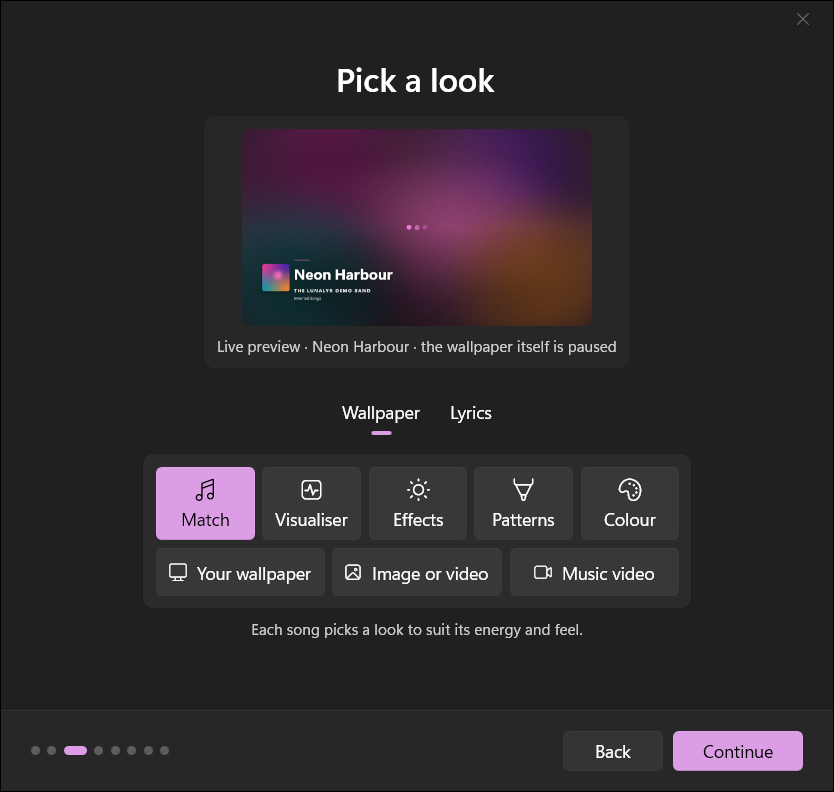 Pick a look
Neon Harbour
THE LUNALYR DEMO BAND
Invented Songs
Live preview · Neon Harbour · the wallpaper itself is paused
Wallpaper Lyrics
Match Visualiser Effects Patterns Colour
Your wallpaper Image or video Music video
Each song picks a look to suit its energy and feel.
Back Continue